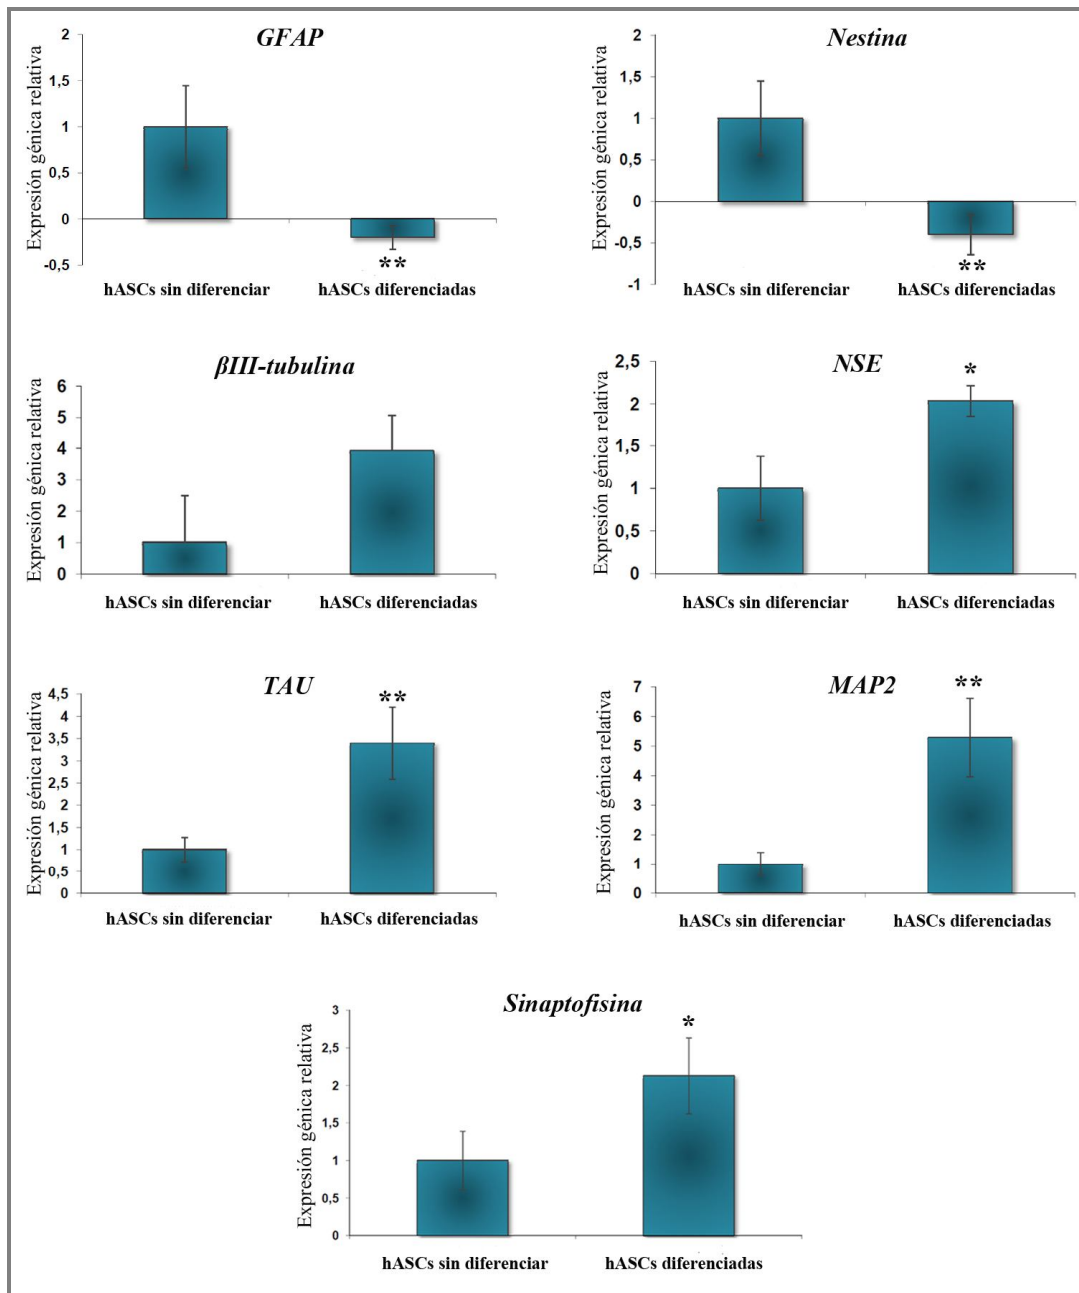 GFAP
Expresión génica relativa
2
1,5
1
0,5
0
-0,5
**
hASCs sin diferenciar hASCs diferenciadas
Nestina
Expresión génica relativa
2
1,5
1
0,5
0
-0,5
-1
**
hASCs sin diferenciar hASCs diferenciadas
βIII-tubulina
Expresión génica relativa
6
5
4
3
2
1
0
hASCs sin diferenciar hASCs diferenciadas
NSE
Expresión génica relativa
2,5
2
1,5
1
0,5
0
*
hASCs sin diferenciar hASCs diferenciadas
TAU
Expresión génica relativa
4,5
4
3,5
3
2,5
2
1,5
1
0,5
0
**
hASCs sin diferenciar hASCs diferenciadas
MAP2
Expresión génica relativa
7
6
5
4
3
2
1
0
**
hASCs sin diferenciar hASCs diferenciadas
Sinaptofisina
Expresión génica relativa
3
2,5
2
1,5
1
0,5
0
*
hASCs sin diferenciar hASCs diferenciadas